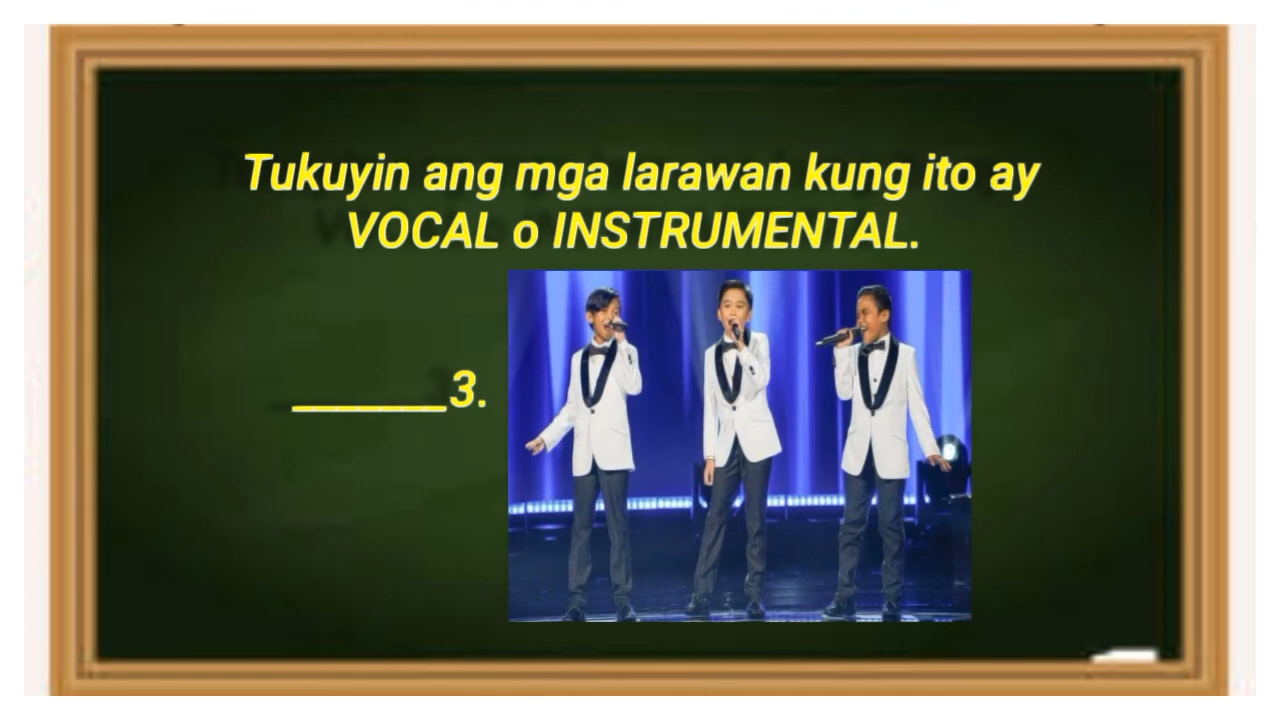 Tukuyin ang mga larawan kung ito ay
VOCAL o INSTRUMENTAL.
_______3.